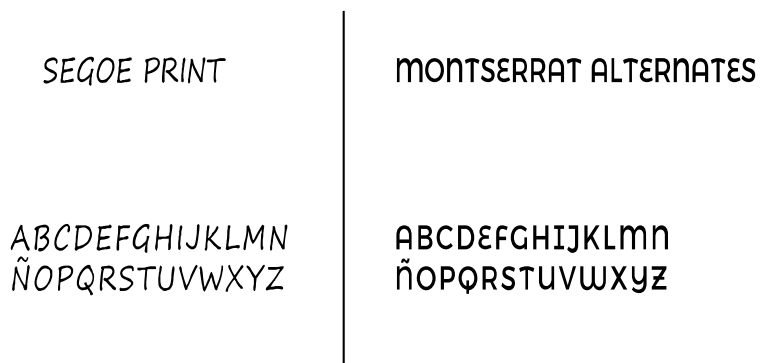 SEGOE PRINT
ABCDEFGHIJKLMN
ÑOPQRSTUVWXYZ
MONTSERRAT ALTERNATES
ABCDEFGHIJKLMN
ÑOPQRSTUVWXYZ